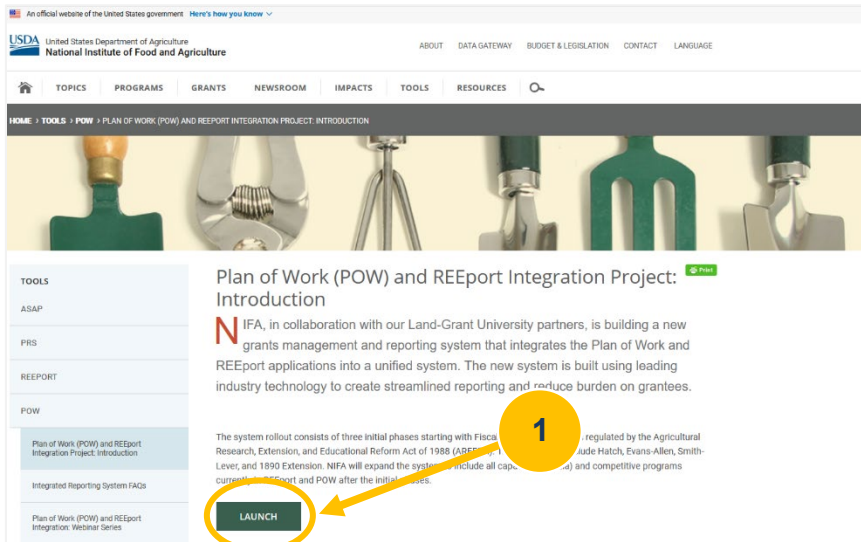 An official website of the United States government Here's how you know
USDA United States Department of Agriculture
National Institute of Food and Agriculture
ABOUT DATA GATEWAY BUDGET & LEGISLATION CONTACT LANGUAGE
TOPICS PROGRAMS GRANTS NEWSROOM IMPACTS TOOLS RESOURCES
HOME > TOOLS > POW > PLAN OF WORK (POW) AND REEPORT INTEGRATION PROJECT: INTRODUCTION
TOOLS
ASAP
PRS
REEPORT
POW
Plan of Work (POW) and REEport
Integration Project: Introduction
Integrated Reporting System FAQs
Plan of Work (POW) and REEport
Integration: Webinar Series
Plan of Work (POW) and REEport Integration Project:
Introduction
Print
NIFA, in collaboration with our Land-Grant University partners, is building a new
grants management and reporting system that integrates the Plan of Work and
REEport applications into a unified system. The new system is built using leading
industry technology to create streamlined reporting and reduce burden on grantees.
The system rollout consists of three initial phases starting with Fiscal regulated by the Agricultural
Research, Extension, and Educational Reform Act of 1988 Hatch, Evans-Allen, Smith-
Lever, and 1890 Extension. NIFA will expand the system include all and competitive programs
REEport and POW after the initial
LAUNCH
1